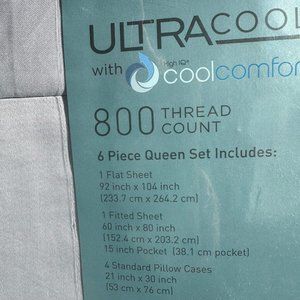 ULTRACOOL
with High IQ® coolcomfor
800 THREAD COUNT
6 Piece Queen Set Includes:
1 Flat Sheet
92 inch x 104 inch
(233.7 cm x 264.2 cm)
1 Fitted Sheet
60 inch x 80 inch
(152.4 cm x 203.2 cm)
15 inch Pocket (38.1 cm pocket)
4 Standard Pillow Cases
21 inch x 30 inch
(53 cm x 76 cm)